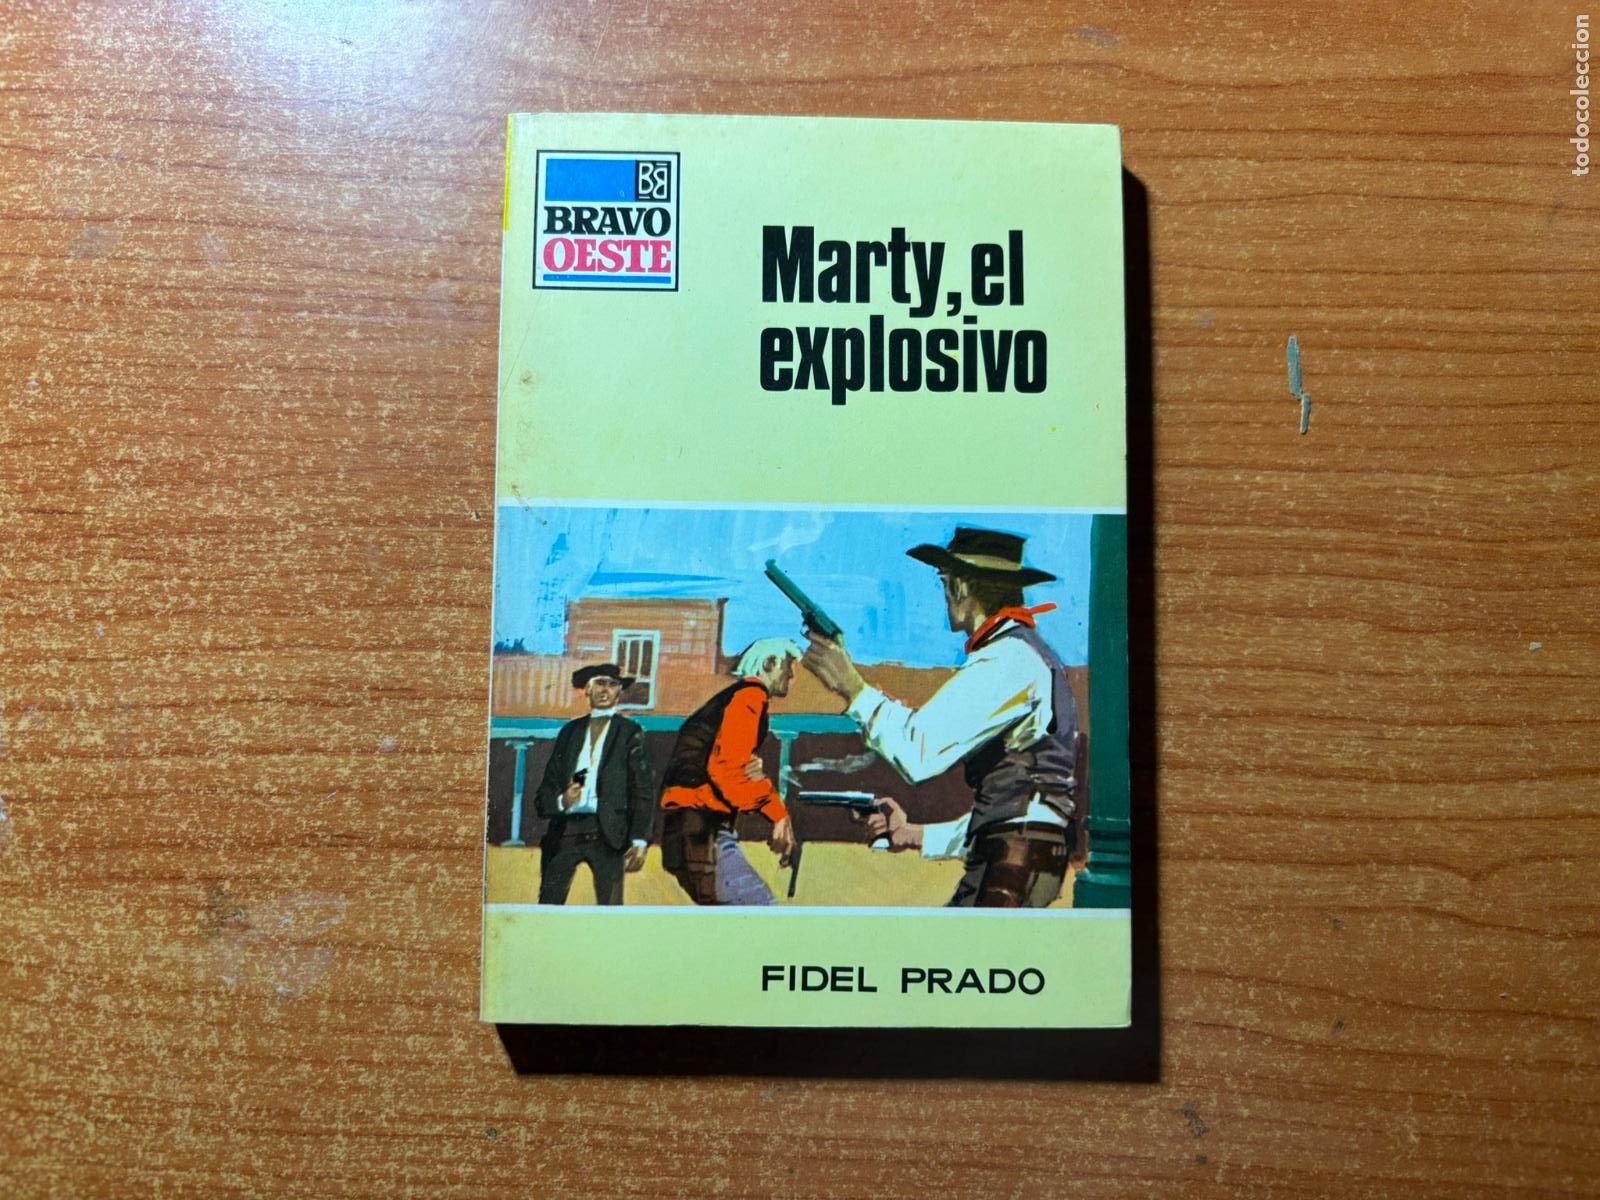 BB
BRAVO
OESTE
Marty, el
explosivo
FIDEL PRADO
todocoleccion